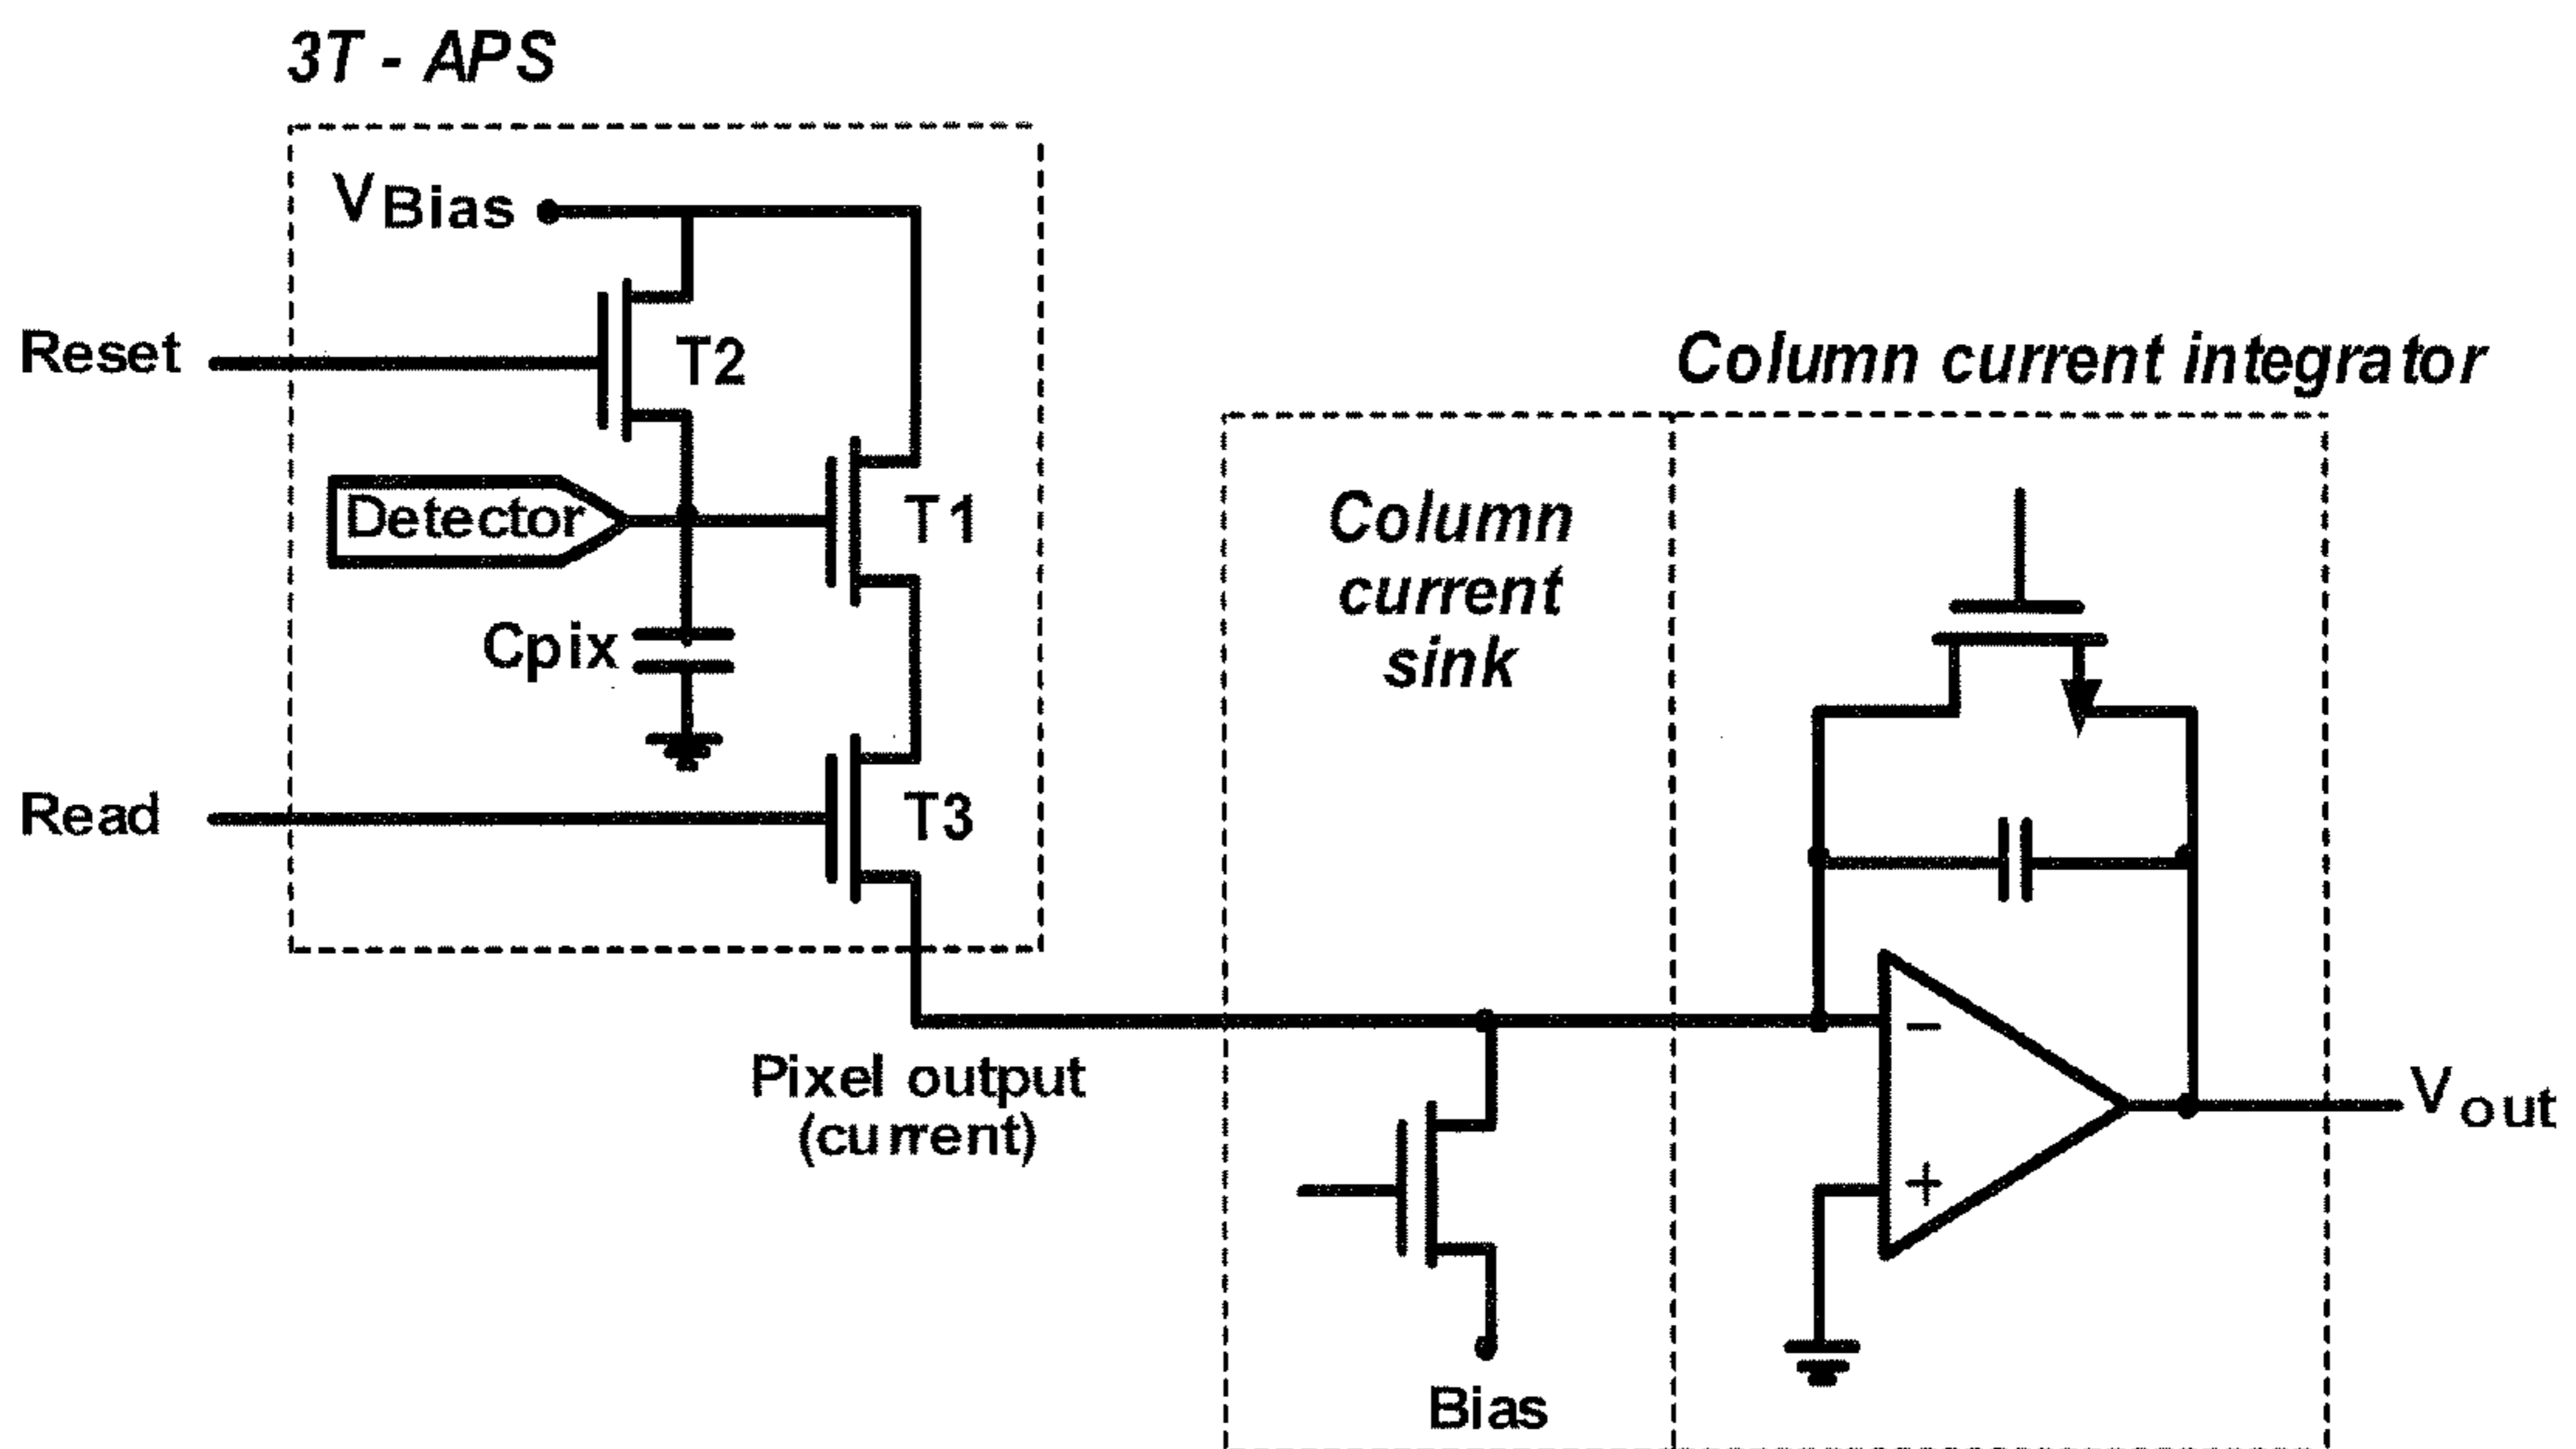 3T - APS
VBias
Reset
T2
Column current integrator
Detector
T1
Column
current
sink
Cpix
Read
T3
Pixel output
(current)
−
+
Vout
Bias